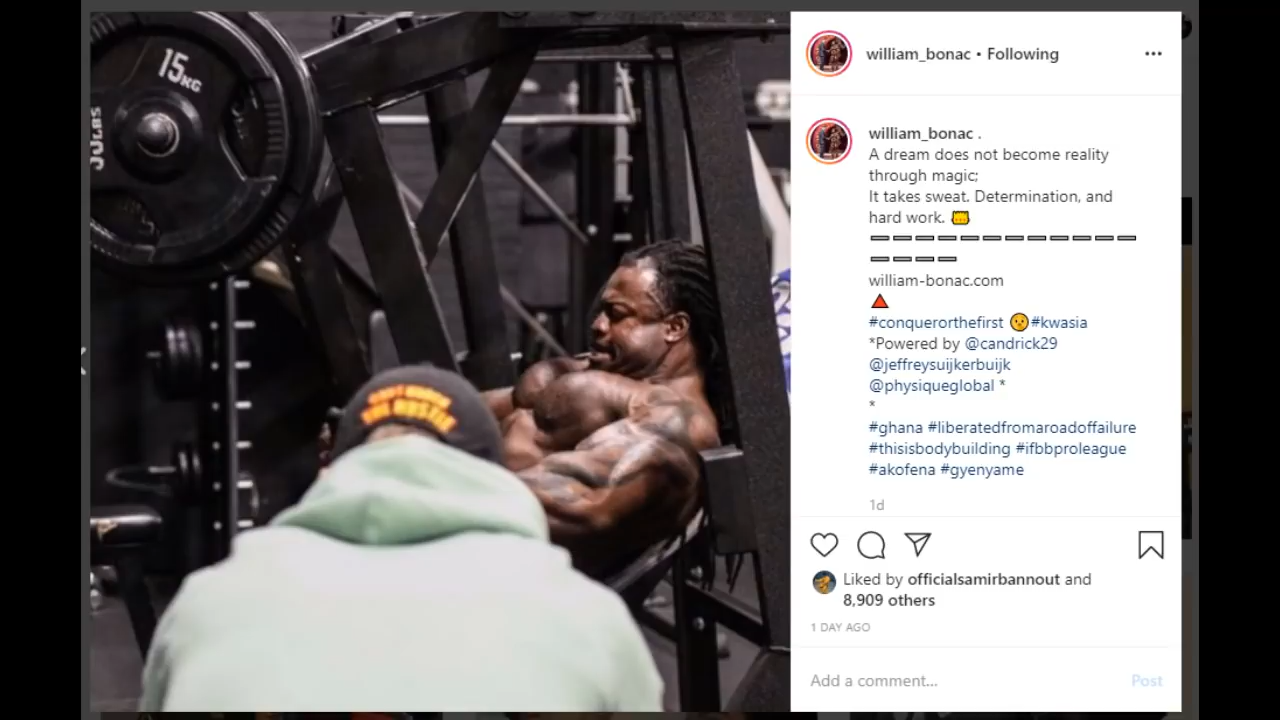 15KG
william_bonac • Following
william_bonac .
A dream does not become reality
through magic;
It takes sweat. Determination, and
hard work.
william-bonac.com
#conquerorthefirst #kwasia
*Powered by @candrick29
@jeffreysuijkerbuijk
@physiqueglobal *
*
#ghana #liberatedfromaroadoffailure
#thisisbodybuilding #ifbbproleague
#akofena #gyenyame
1d
Liked by officialsamirbannout and
8,909 others
1 DAY AGO
Add a comment... Post